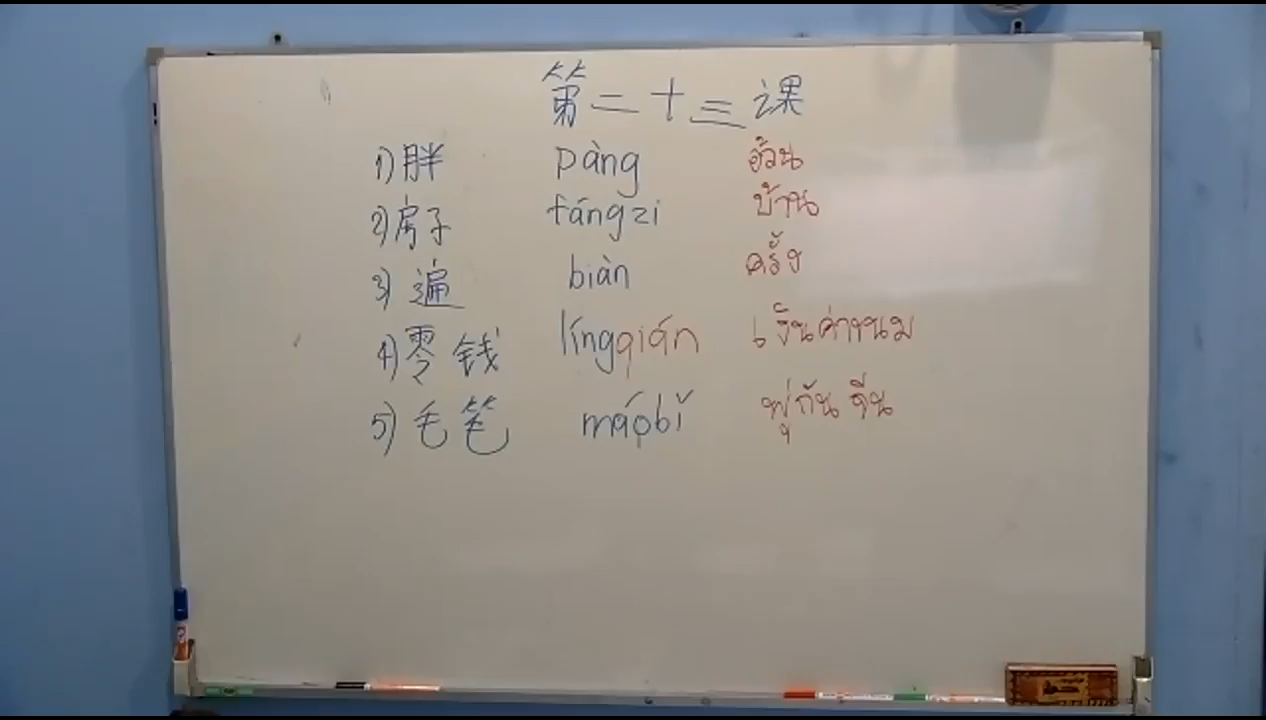 第二十三课
1) 胖 pàng อ้วน
2) 房子 fángzi บ้าน
3) 遍 biàn ครั้ง
4) 零钱 língqián เงินค่าขนม
5) 毛笔 máobǐ พู่กันจีน